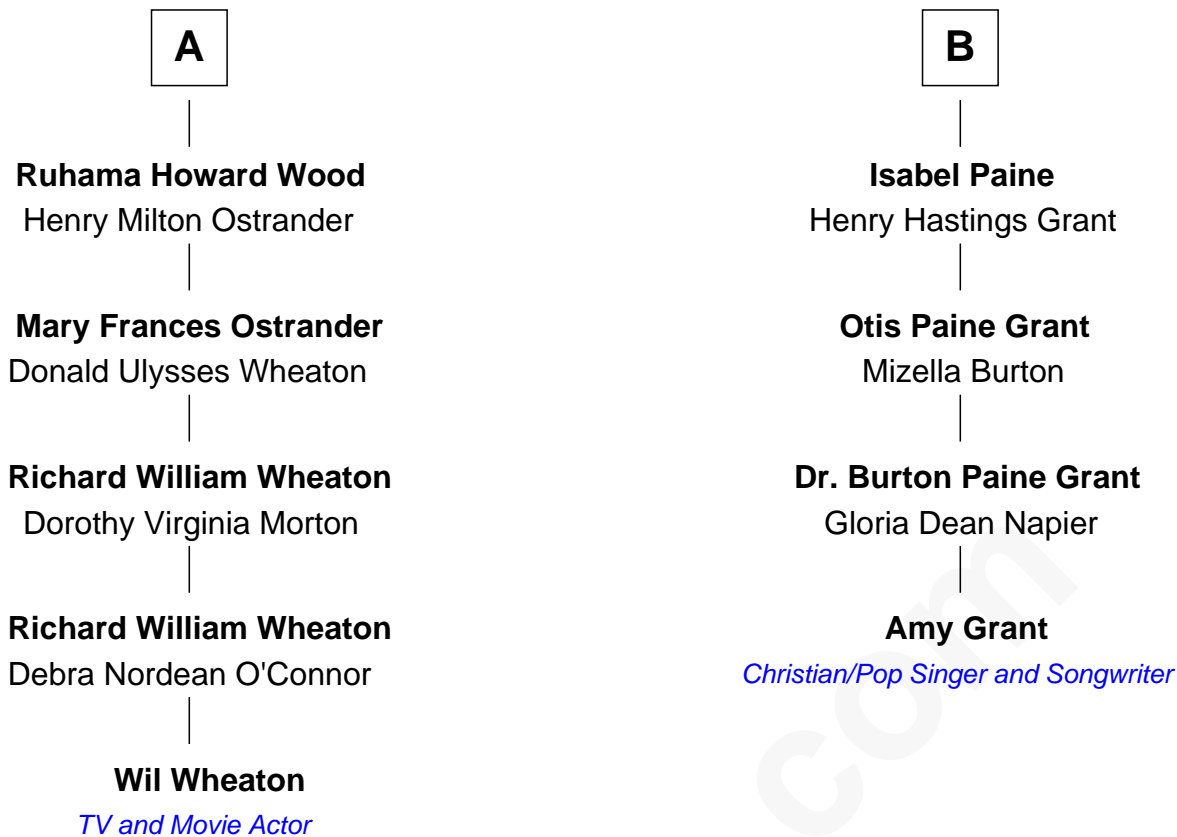 A
Ruhama Howard Wood
Henry Milton Ostrander
Mary Frances Ostrander
Donald Ulysses Wheaton
Richard William Wheaton
Dorothy Virginia Morton
Richard William Wheaton
Debra Nordean O'Connor
Wil Wheaton
TV and Movie Actor
B
Isabel Paine
Henry Hastings Grant
Otis Paine Grant
Mizella Burton
Dr. Burton Paine Grant
Gloria Dean Napier
Amy Grant
Christian/Pop Singer and Songwriter
com